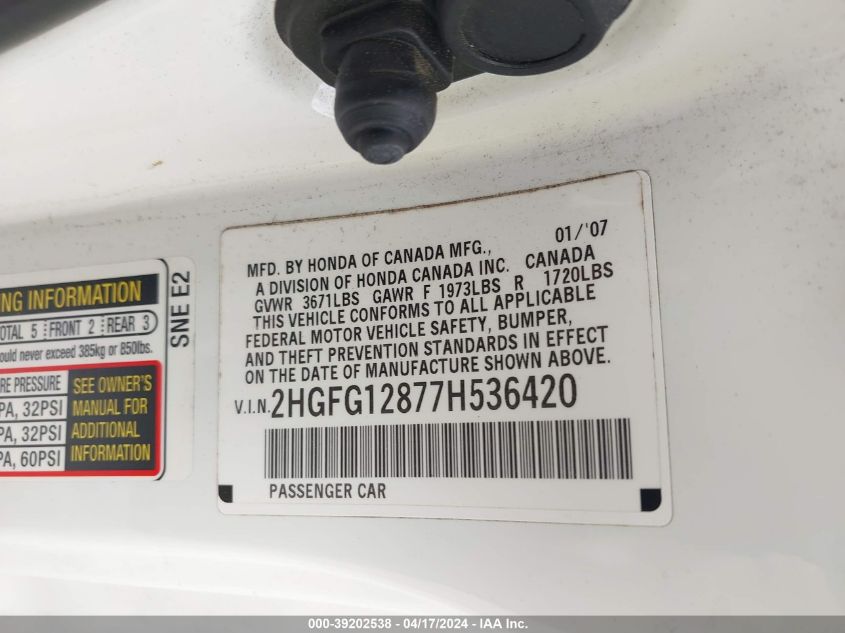 01/'07
MFD. BY HONDA OF CANADA MFG.,
A DIVISION OF HONDA CANADA INC. CANADA
GVWR 3671LBS GAWR F 1973LBS R 1720LBS
THIS VEHICLE CONFORMS TO ALL APPLICABLE
FEDERAL MOTOR VEHICLE SAFETY, BUMPER,
AND THEFT PREVENTION STANDARDS IN EFFECT
ON THE DATE OF MANUFACTURE SHOWN ABOVE.
V.I.N. 2HGFG12877H536420
PASSENGER CAR
NG INFORMATION
OTAL 5 FRONT 2 REAR 3
ould never exceed 385kg or 850lbs.
RE PRESSURE
PA, 32PSI
PA, 32PSI
PA, 60PSI
SEE OWNER'S
MANUAL FOR
ADDITIONAL
INFORMATION
SNE E2
000-39202538 - 04/17/2024 - IAA Inc.